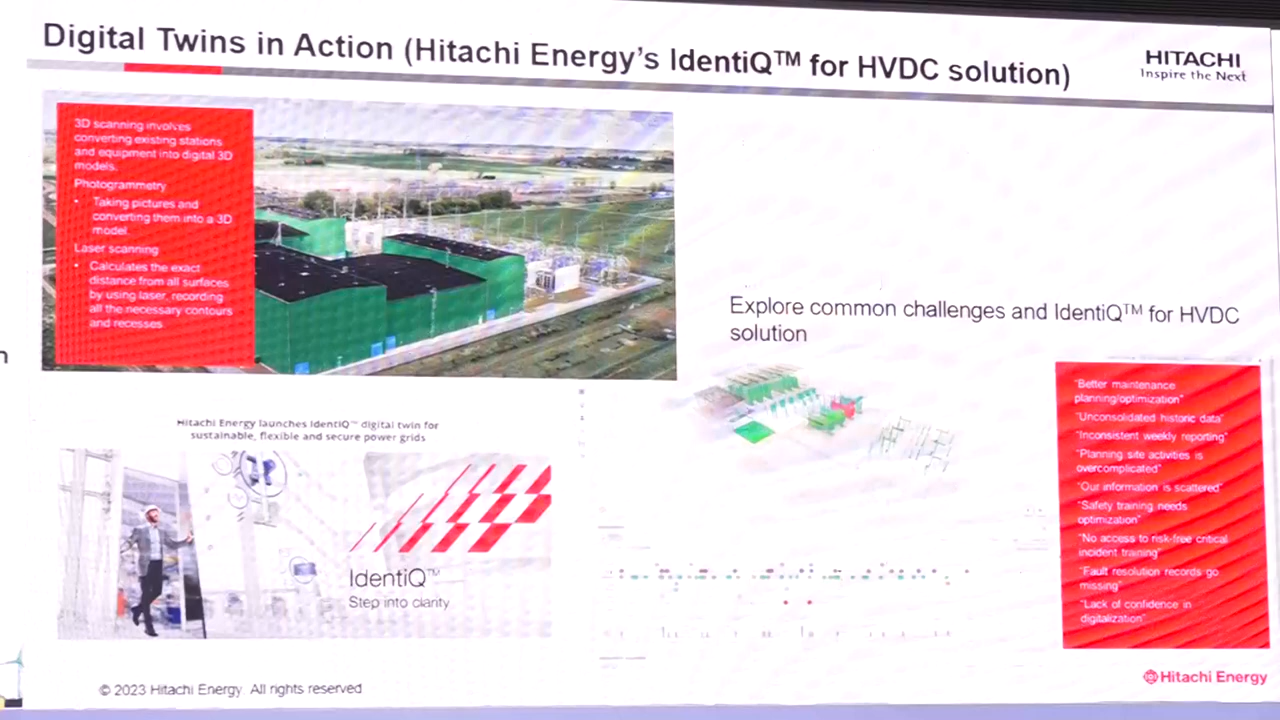 Digital Twins in Action (Hitachi Energy's IdentiQ™ for HVDC solution)
HITACHI
Inspire the Next
3D scanning involves
converting existing stations
and equipment into digital 3D
models.
Photogrammetry
• Taking pictures and
converting them into a 3D
model.
Laser scanning
• Calculates the exact
distance from all surfaces
by using laser, recording
all the necessary contours
and recesses.
Explore common challenges and IdentiQ™ for HVDC
solution
Hitachi Energy launches IdentiQ™ digital twin for
sustainable, flexible and secure power grids
IdentiQ™
Step into clarity
"Better maintenance
planning/optimization"
"Unconsolidated historic data"
"Inconsistent weekly reporting"
"Planning site activities is
overcomplicated"
"Our information is scattered"
"Safety training needs
optimization"
"No access to risk-free critical
incident training"
"Fault resolution records go
missing"
"Lack of confidence in
digitalization"
© 2023 Hitachi Energy. All rights reserved
Hitachi Energy